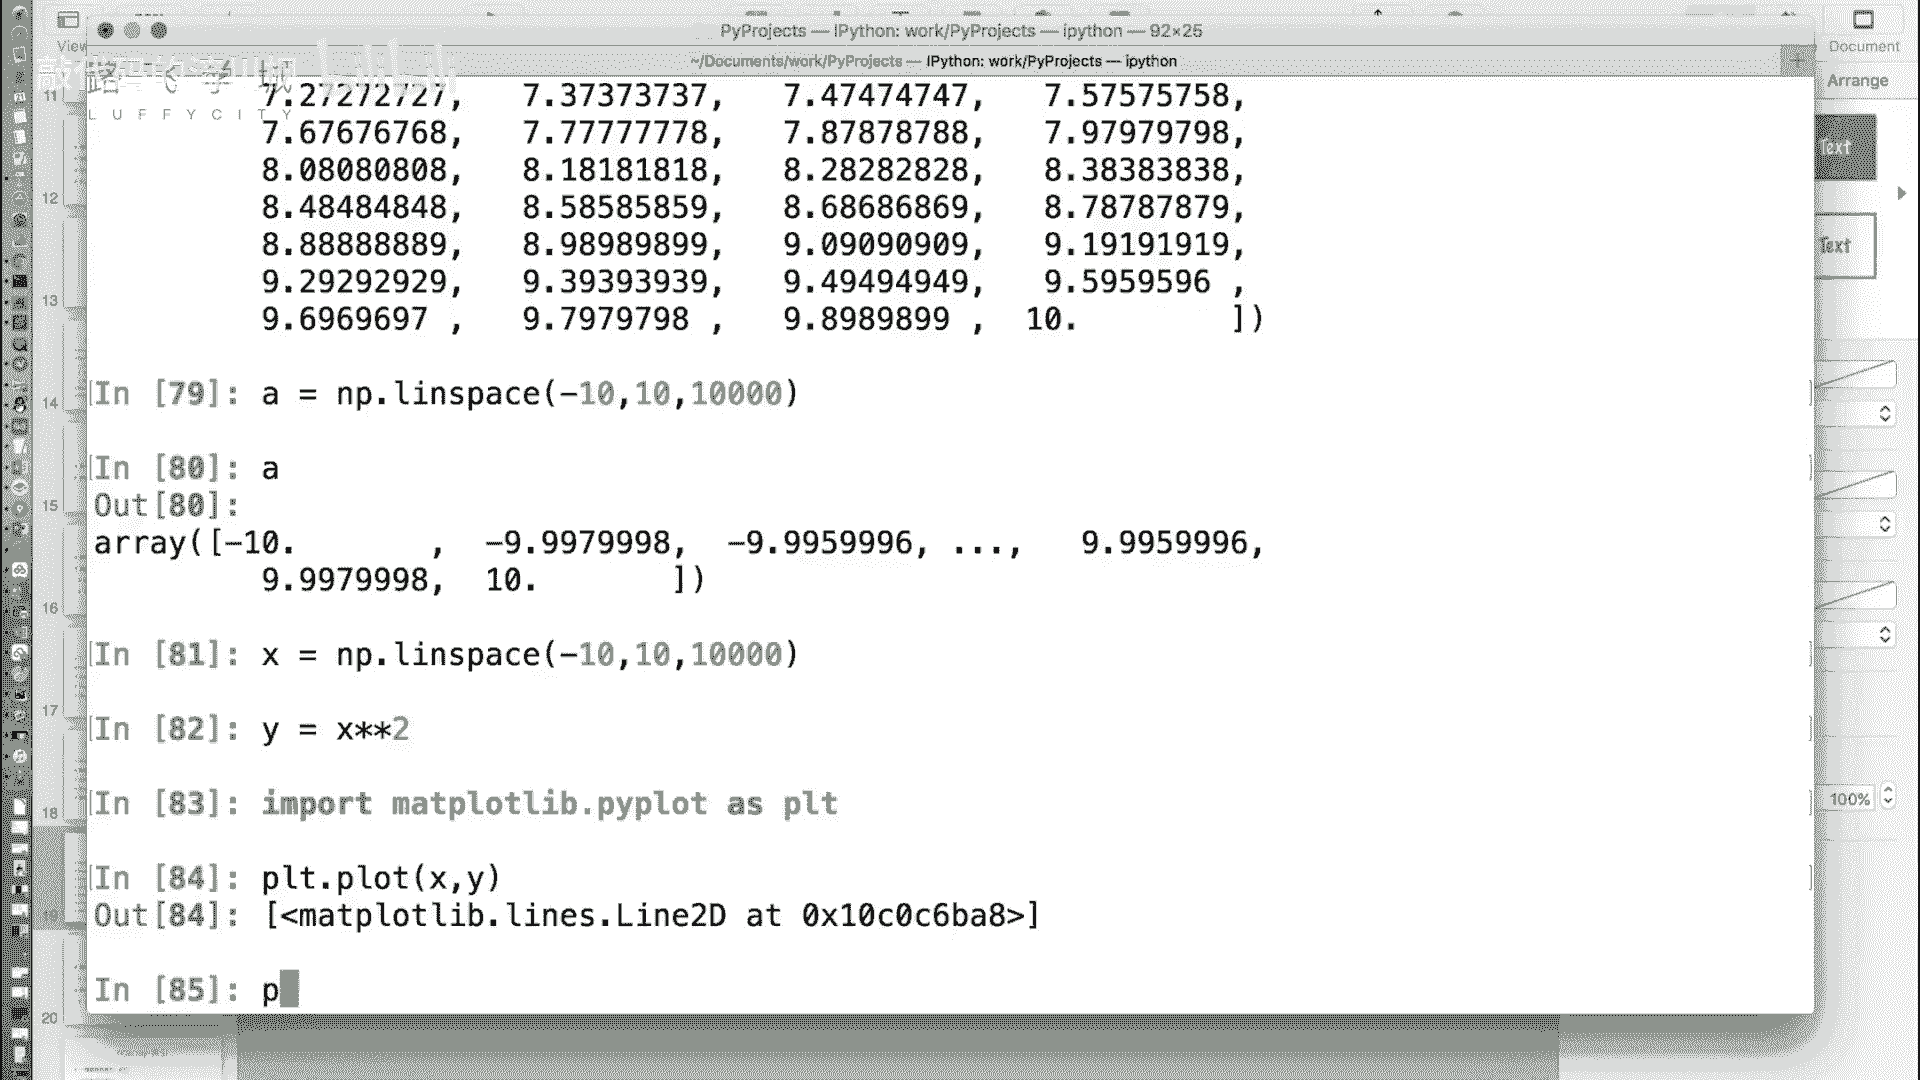 View
PyProjects — IPython: work/PyProjects — ipython — 92×25
Document
~/Documents/work/PyProjects — IPython: work/PyProjects — ipython
+
Arrange
路飞学城
LUFFYCITY
7.27272727, 7.37373737, 7.47474747, 7.57575758,
7.67676768, 7.77777778, 7.87878788, 7.97979798,
8.08080808, 8.18181818, 8.28282828, 8.38383838,
8.48484848, 8.58585859, 8.68686869, 8.78787879,
8.88888889, 8.98989899, 9.09090909, 9.19191919,
9.29292929, 9.39393939, 9.49494949, 9.5959596 ,
9.6969697 , 9.7979798 , 9.8989899 , 10. ])
In [79]: a = np.linspace(-10,10,10000)
In [80]: a
Out[80]:
array([-10. , -9.9979998, -9.9959996, ..., 9.9959996,
9.9979998, 10. ])
In [81]: x = np.linspace(-10,10,10000)
In [82]: y = x**2
In [83]: import matplotlib.pyplot as plt
In [84]: plt.plot(x,y)
Out[84]: [<matplotlib.lines.Line2D at 0x10c0c6ba8>]
In [85]: p
11
12
13
14
15
16
17
18
19
20
Text
Text
100%